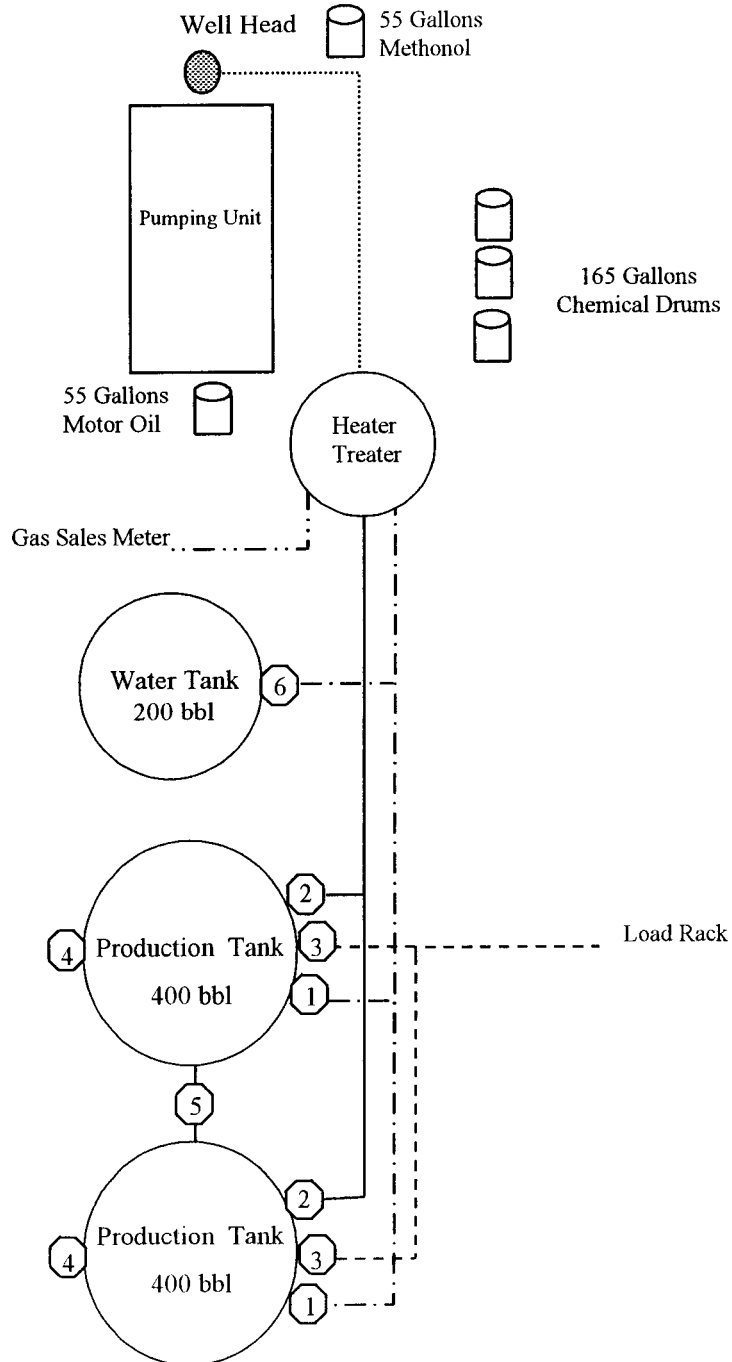 Well Head
55 Gallons
Methonol
Pumping Unit
165 Gallons
Chemical Drums
55 Gallons
Motor Oil
Heater
Treater
Gas Sales Meter
Water Tank
200 bbl
6
2
4
Production Tank
3
Load Rack
400 bbl
1
5
2
4
Production Tank
3
400 bbl
1